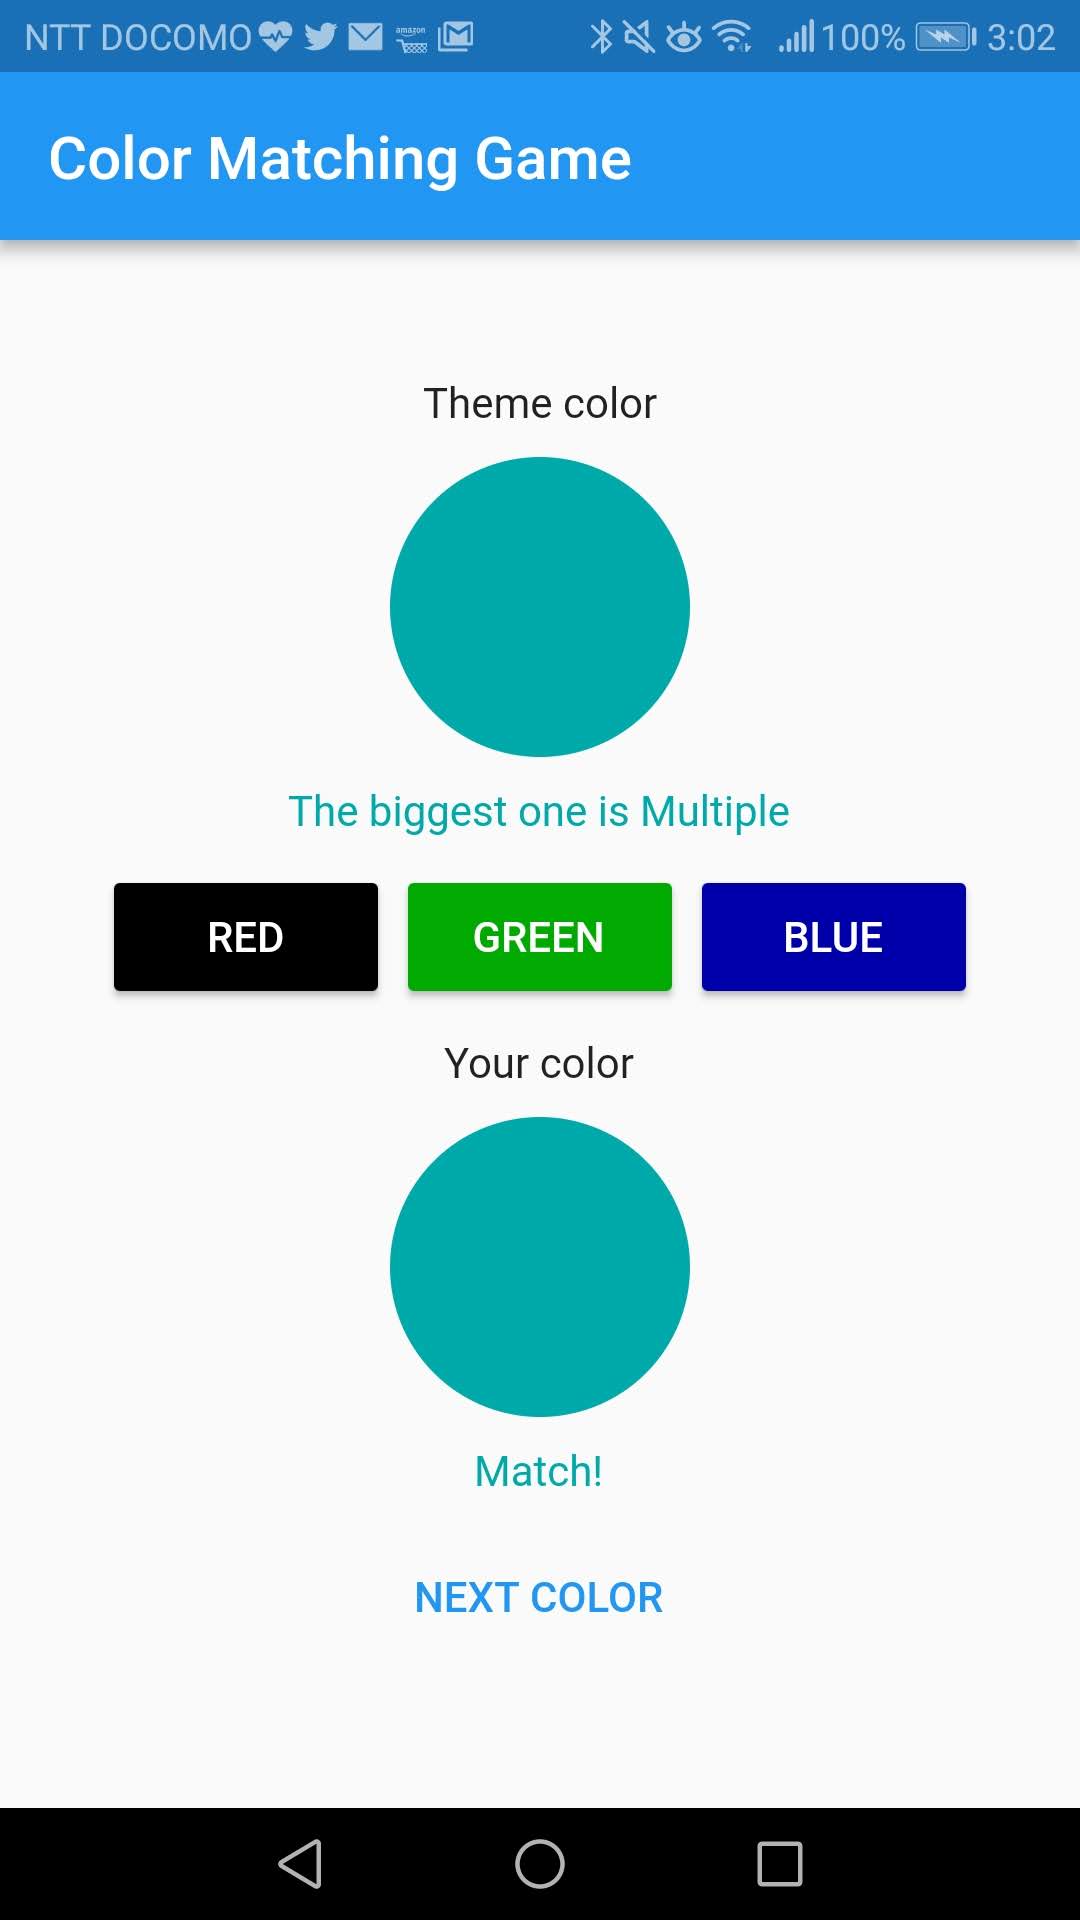 NTT DOCOMO amazon 100% 3:02
Color Matching Game
Theme color
The biggest one is Multiple
RED GREEN BLUE
Your color
Match!
NEXT COLOR